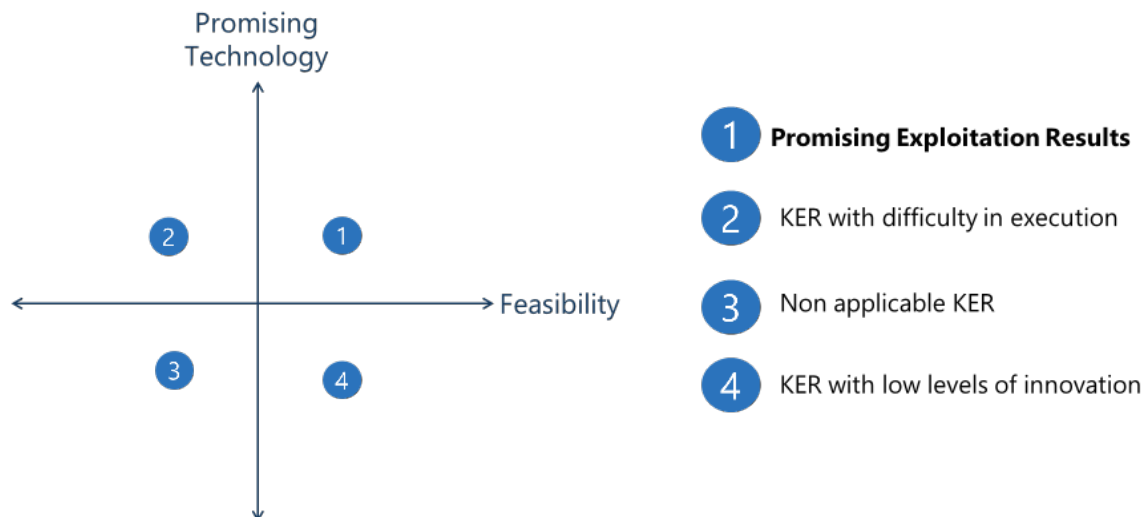 Promising
Technology
2
1
Feasibility
3
4
1 Promising Exploitation Results
2 KER with difficulty in execution
3 Non applicable KER
4 KER with low levels of innovation